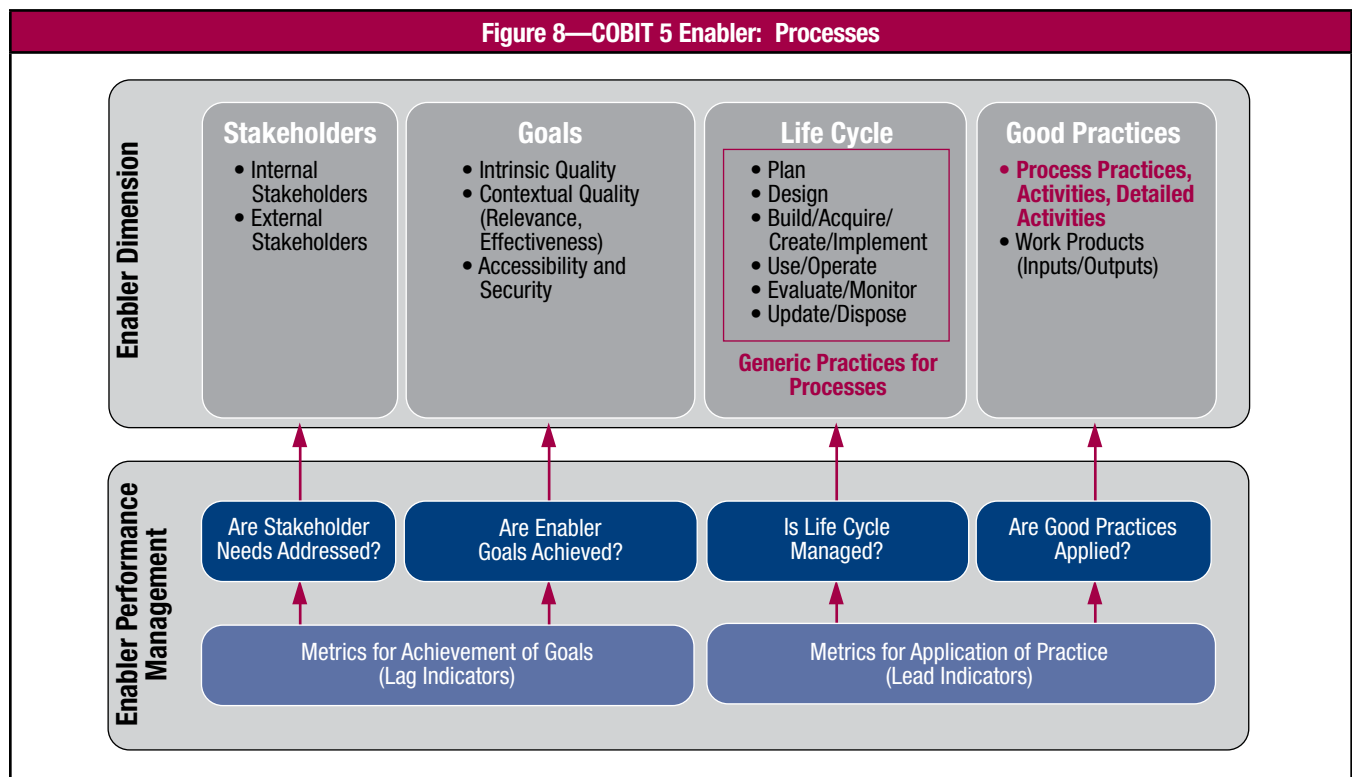 Figure 8—COBIT 5 Enabler: Processes
Enabler Dimension
Stakeholders
• Internal
Stakeholders
• External
Stakeholders
Goals
• Intrinsic Quality
• Contextual Quality
(Relevance,
Effectiveness)
• Accessibility and
Security
Life Cycle
• Plan
• Design
• Build/Acquire/
Create/Implement
• Use/Operate
• Evaluate/Monitor
• Update/Dispose
Generic Practices for
Processes
Good Practices
• Process Practices,
Activities, Detailed
Activities
• Work Products
(Inputs/Outputs)
Enabler Performance
Management
Are Stakeholder
Needs Addressed?
Are Enabler
Goals Achieved?
Is Life Cycle
Managed?
Are Good Practices
Applied?
Metrics for Achievement of Goals
(Lag Indicators)
Metrics for Application of Practice
(Lead Indicators)